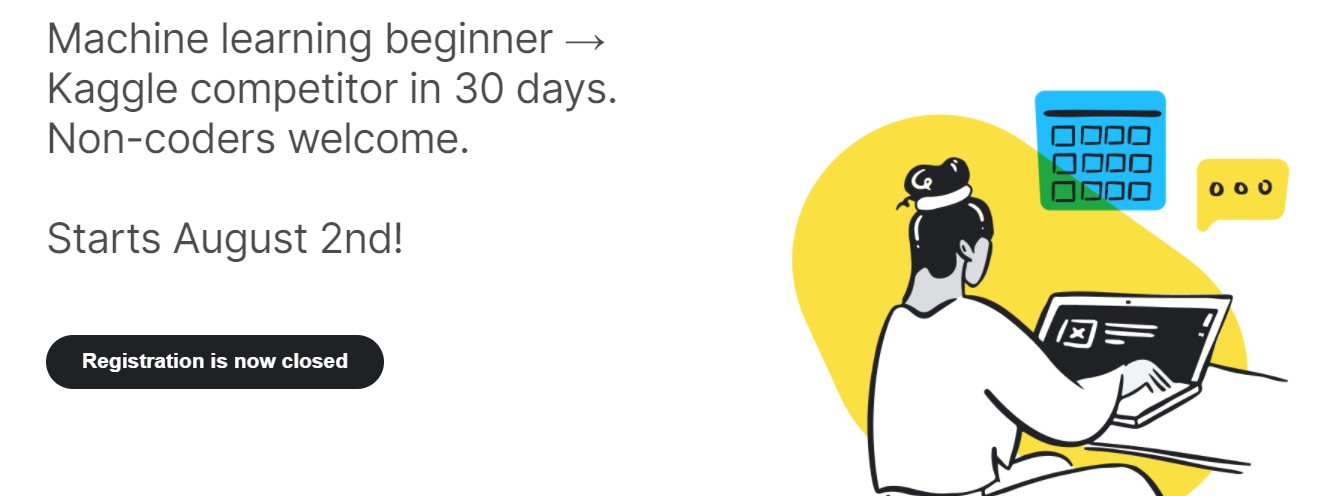 Machine learning beginner →
Kaggle competitor in 30 days.
Non-coders welcome.
Starts August 2nd!
Registration is now closed